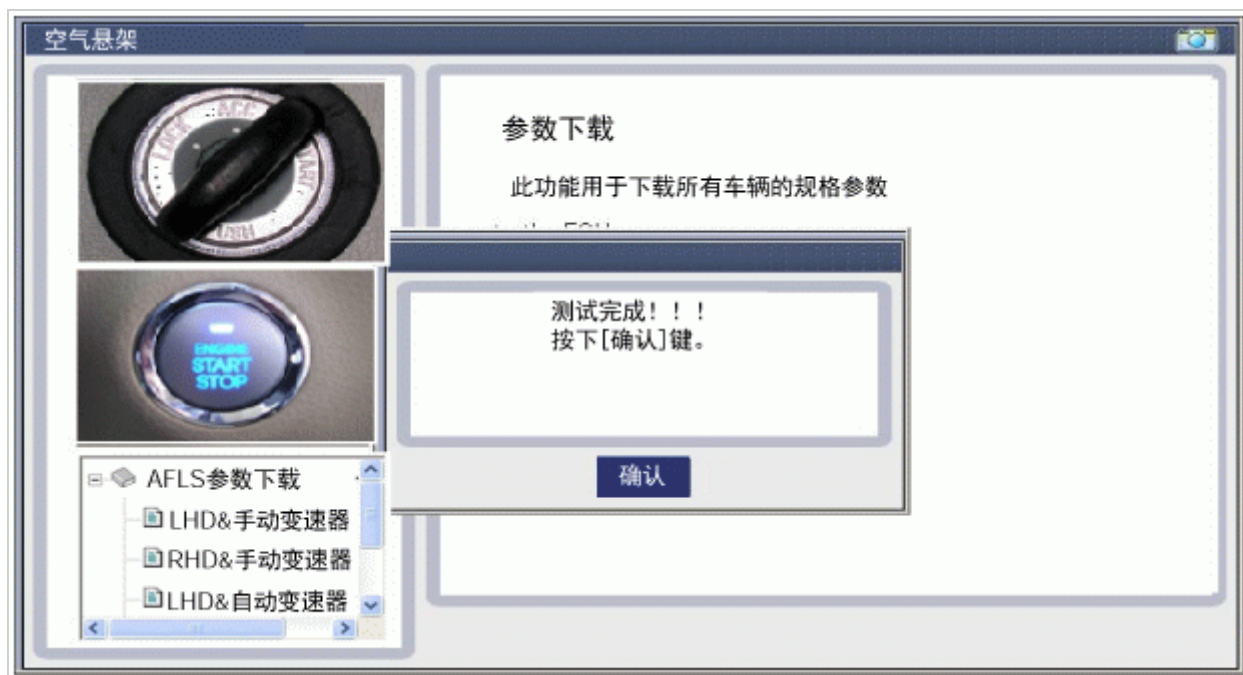 空气悬架
LOCK
ACC
START
ENGINE
START
STOP
AFLS参数下载
LHD&手动变速器
RHD&手动变速器
LHD&自动变速器
参数下载
此功能用于下载所有车辆的规格参数
测试完成！！！
按下[确认]键。
确认